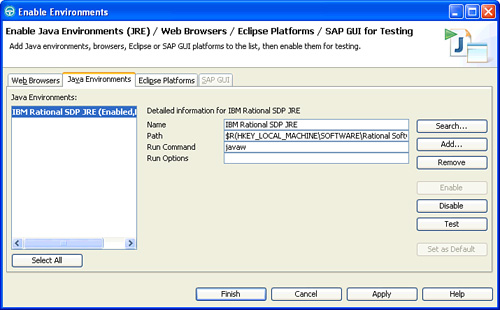 Enable Environments
Enable Java Environments (JRE) / Web Browsers / Eclipse Platforms / SAP GUI for Testing
Add Java environments, browsers, Eclipse or SAP GUI platforms to the list, then enable them for testing.
Web Browsers Java Environments Eclipse Platforms SAP GUI
Java Environments:
IBM Rational SDP JRE (Enabled,
Detailed information for IBM Rational SDP JRE
Name IBM Rational SDP JRE
Path $R(HKEY_LOCAL_MACHINE\SOFTWARE\Rational Softw
Run Command javaw
Run Options
Search...
Add...
Remove
Enable
Disable
Test
Set as Default
Select All
Finish Cancel Apply Help